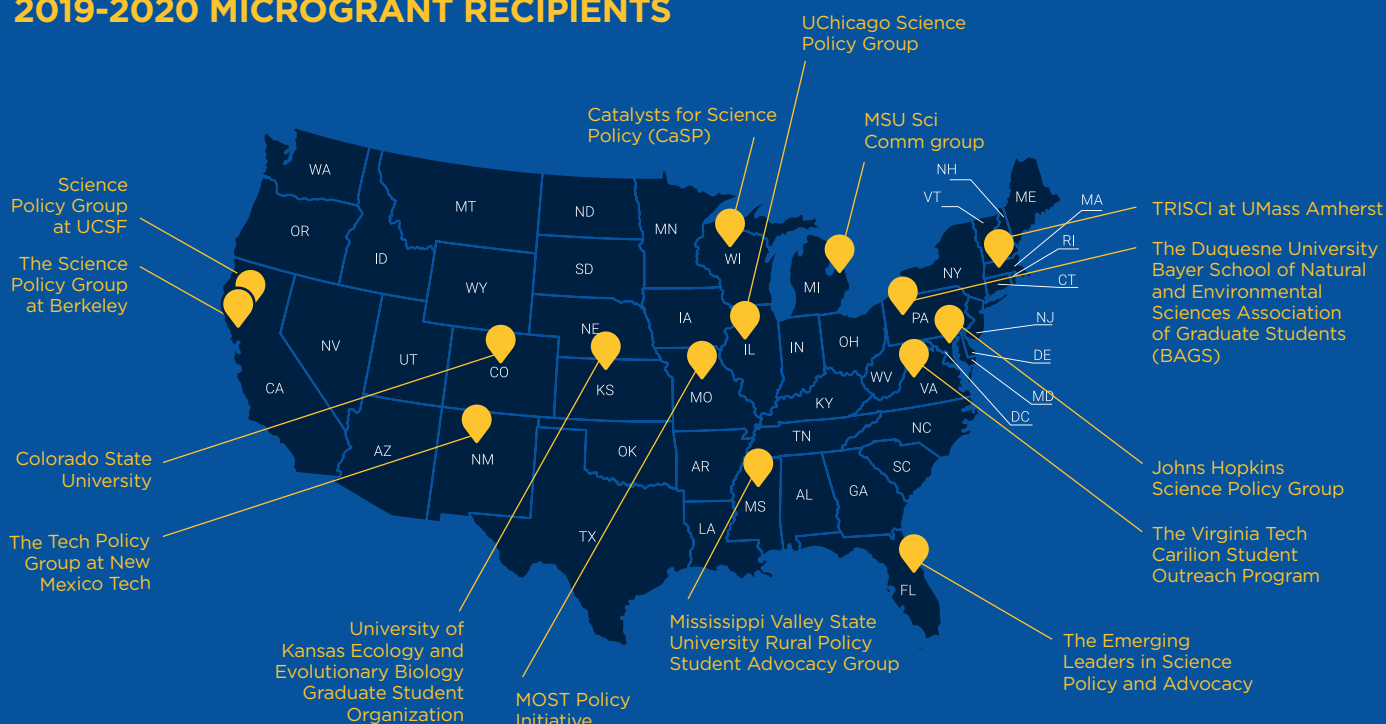 2019-2020 MICROGRANT RECIPIENTS
UChicago Science
Policy Group
Catalysts for Science
Policy (CaSP)
MSU Sci
Comm group
Science
Policy Group
at UCSF
The Science
Policy Group
at Berkeley
TRISCI at UMass Amherst
The Duquesne University
Bayer School of Natural
and Environmental
Sciences Association
of Graduate Students
(BAGS)
WA
OR
CA
NV
ID
MT
WY
UT
AZ
CO
NM
ND
SD
NE
KS
OK
TX
MN
IA
MO
AR
LA
WI
IL
MI
IN
OH
KY
TN
MS
AL
GA
FL
SC
NC
VA
WV
PA
NY
VT
NH
ME
MA
RI
CT
NJ
DE
MD
DC
Colorado State
University
The Tech Policy
Group at New
Mexico Tech
University of
Kansas Ecology and
Evolutionary Biology
Graduate Student
Organization
MOST Policy
Initiative
Mississippi Valley State
University Rural Policy
Student Advocacy Group
Johns Hopkins
Science Policy Group
The Virginia Tech
Carilion Student
Outreach Program
The Emerging
Leaders in Science
Policy and Advocacy